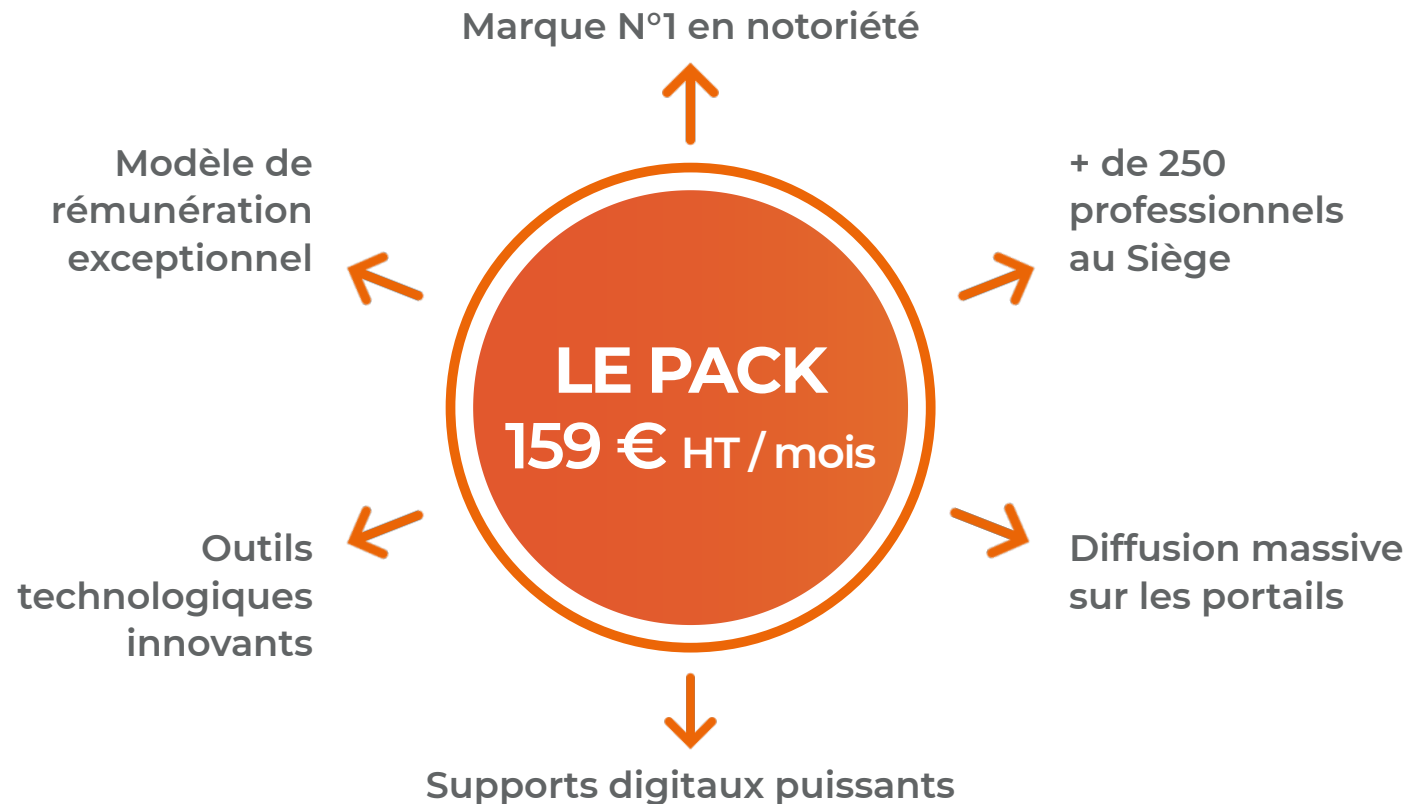 Marque N°1 en notoriété
Modèle de
rémunération
exceptionnel
+ de 250
professionnels
au Siège
LE PACK
159 € HT / mois
Outils
technologiques
innovants
Diffusion massive
sur les portails
Supports digitaux puissants